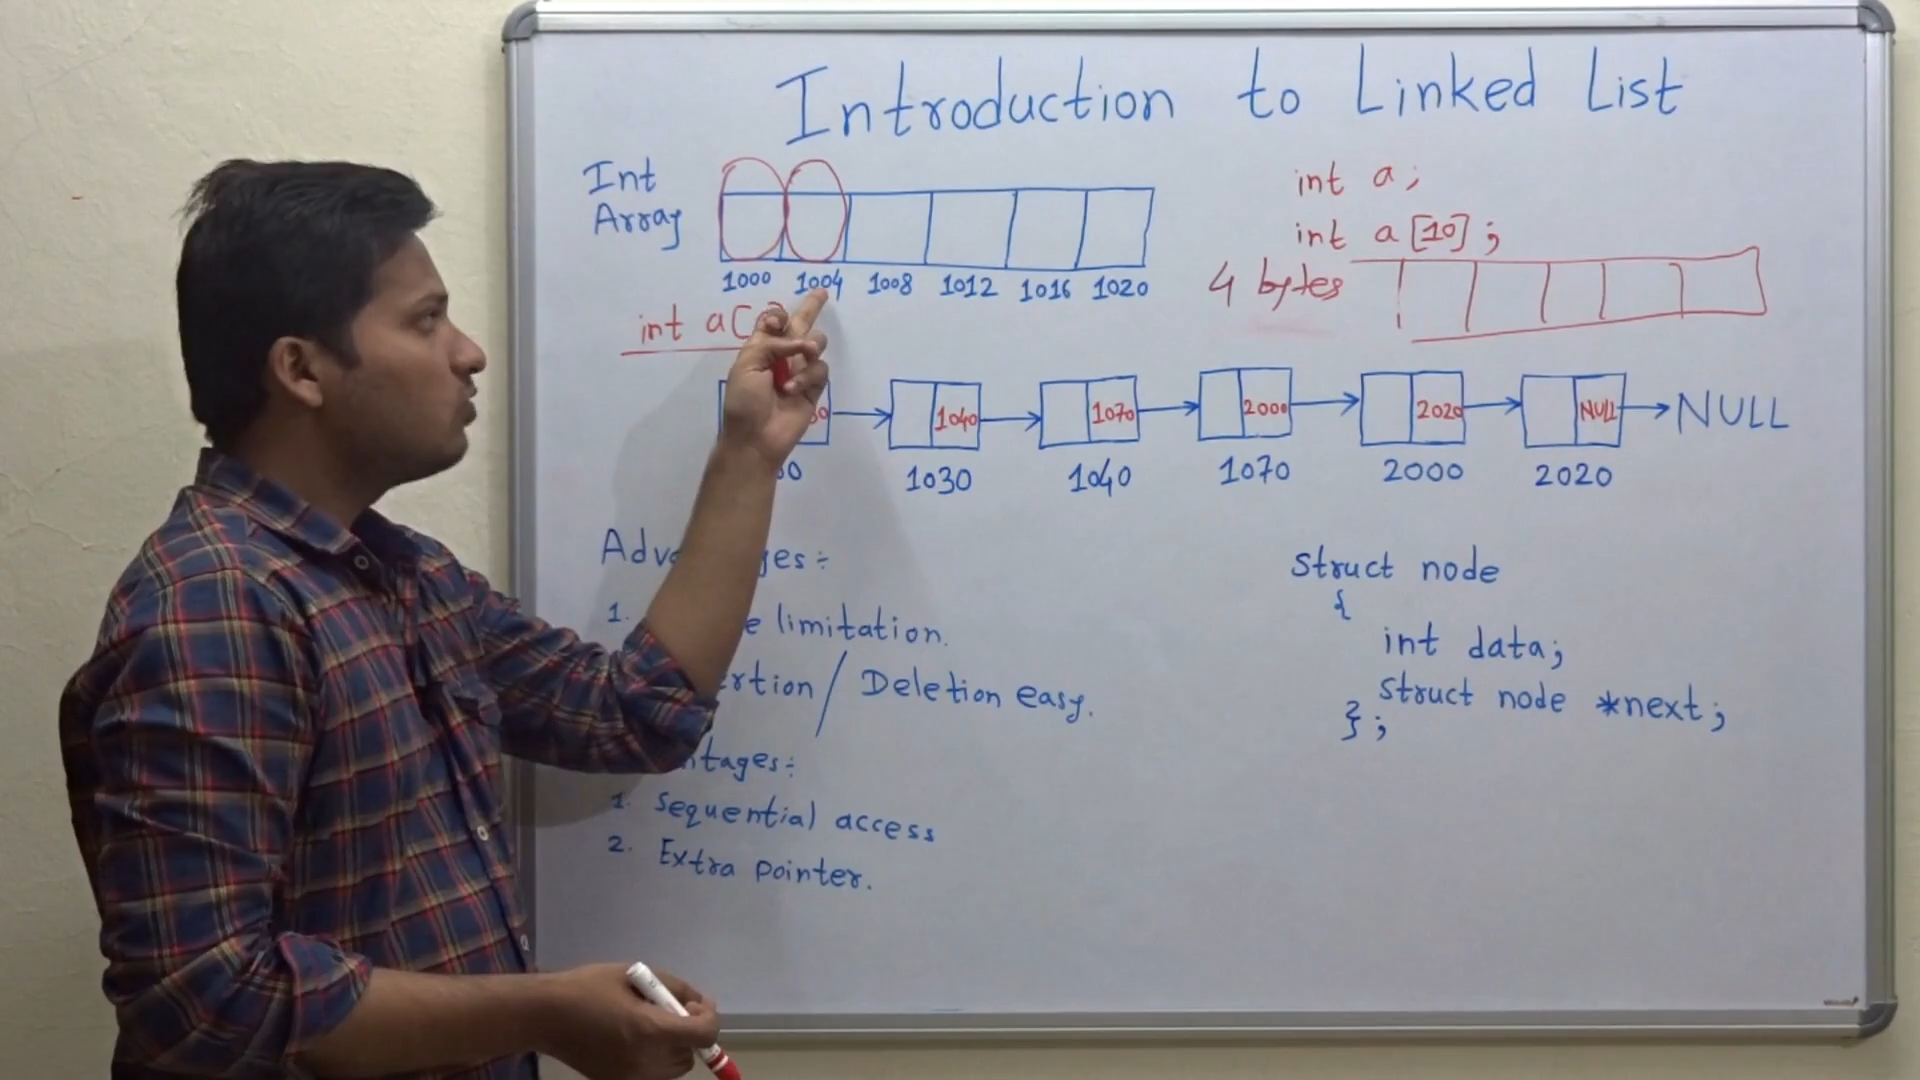 Introduction to Linked List
Int
Array
1000 1004 1008 1012 1016 1020
int a;
int a[10];
4 bytes
int a[
1040 1070 2000 2020 NULL NULL
1030 1040 1070 2000 2020
limitation.
/ Deletion easy.
1. Sequential access
2. Extra pointer.
struct node
{
int data;
struct node *next;
};